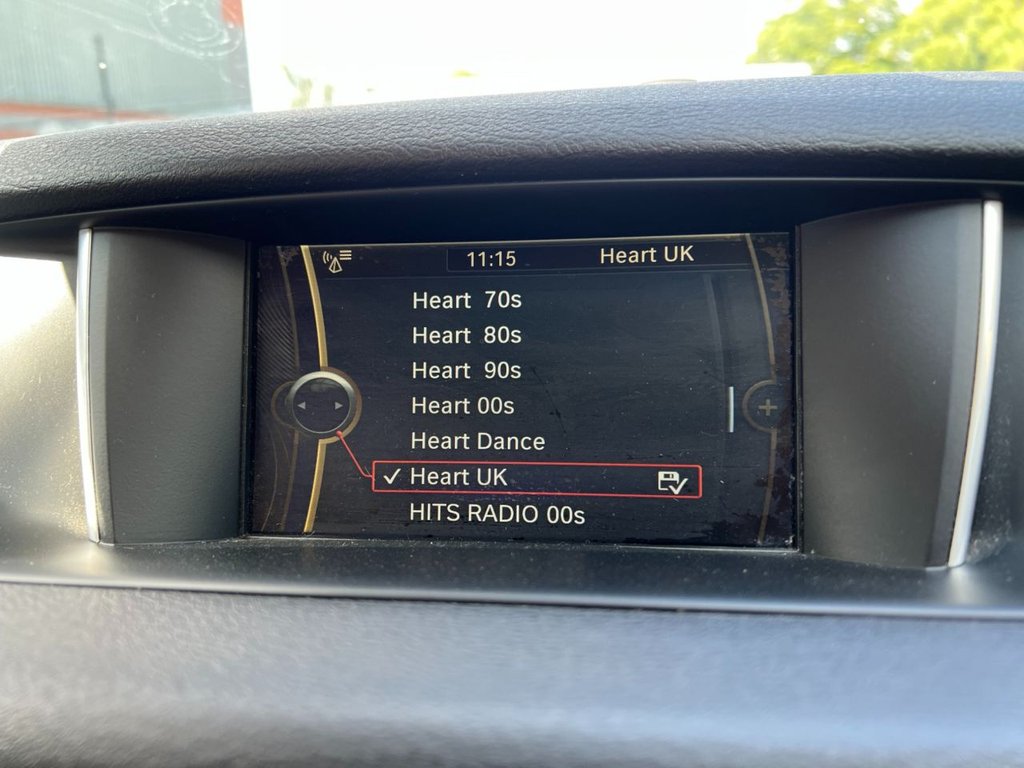 11:15 Heart UK
Heart 70s
Heart 80s
Heart 90s
Heart 00s
Heart Dance
✓ Heart UK
HITS RADIO 00s